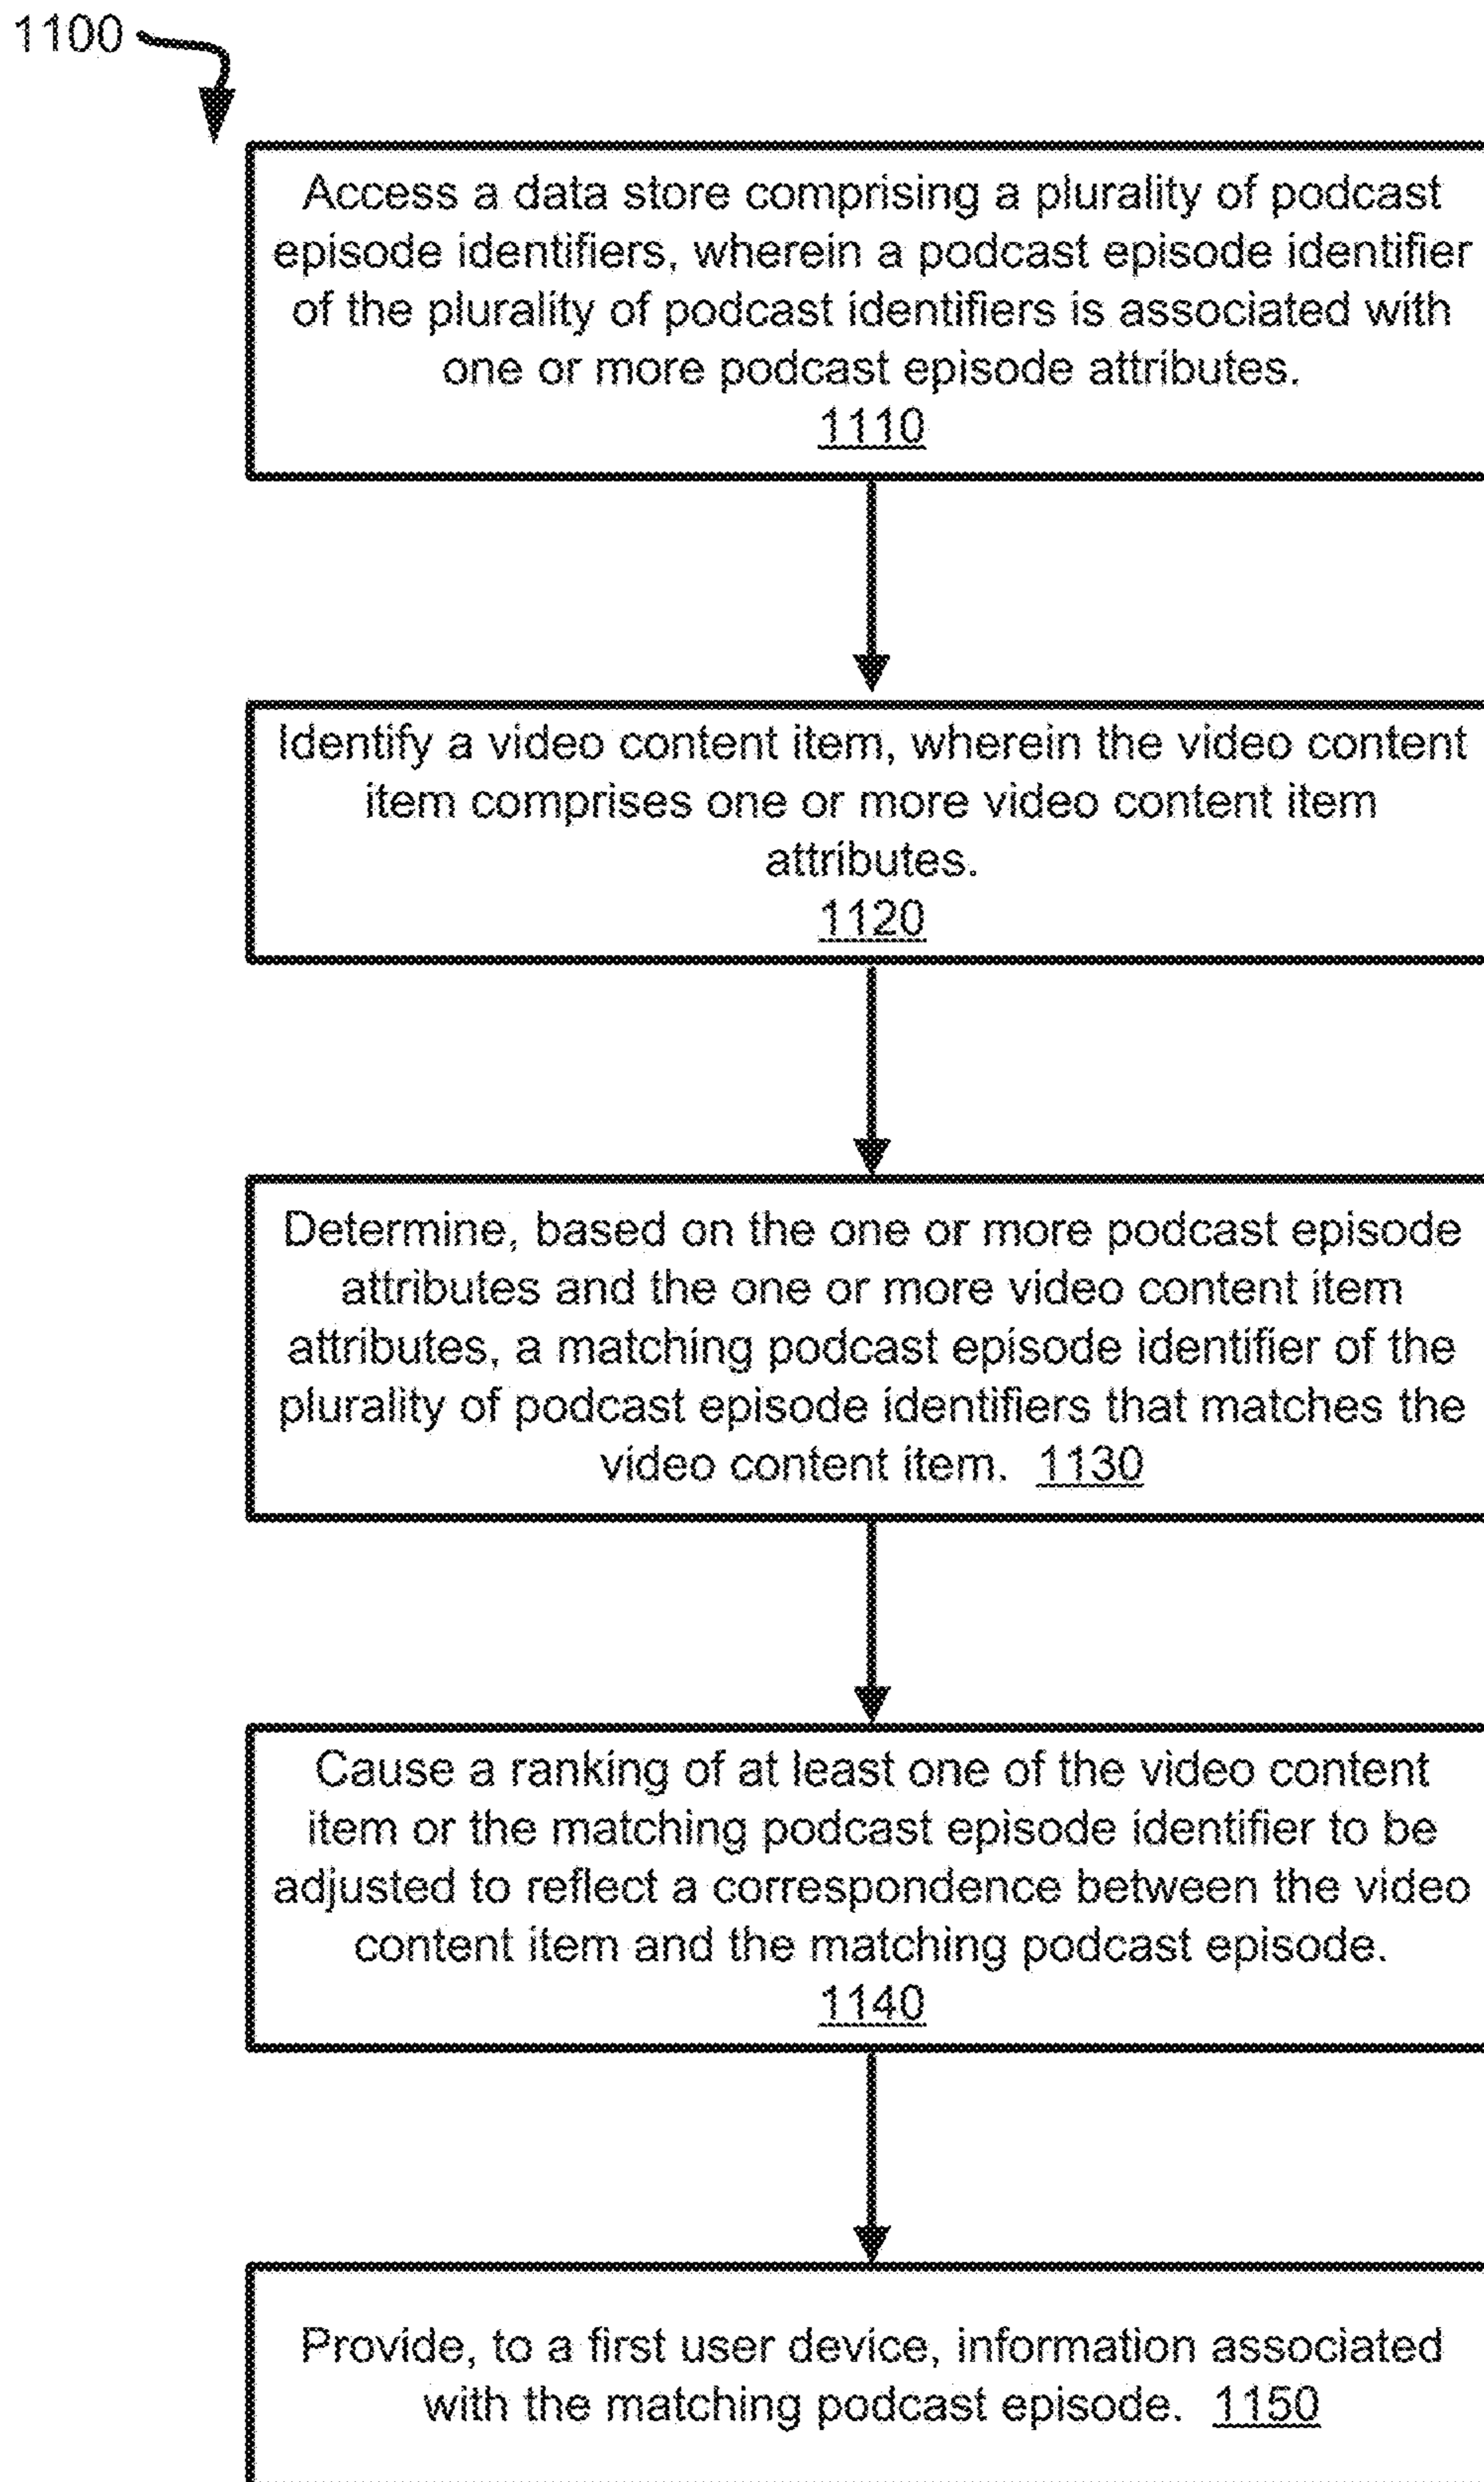 1100
Access a data store comprising a plurality of podcast
episode identifiers, wherein a podcast episode identifier
of the plurality of podcast identifiers is associated with
one or more podcast episode attributes.
1110
Identify a video content item, wherein the video content
item comprises one or more video content item
attributes.
1120
Determine, based on the one or more podcast episode
attributes and the one or more video content item
attributes, a matching podcast episode identifier of the
plurality of podcast episode identifiers that matches the
video content item. 1130
Cause a ranking of at least one of the video content
item or the matching podcast episode identifier to be
adjusted to reflect a correspondence between the video
content item and the matching podcast episode.
1140
Provide, to a first user device, information associated
with the matching podcast episode. 1150